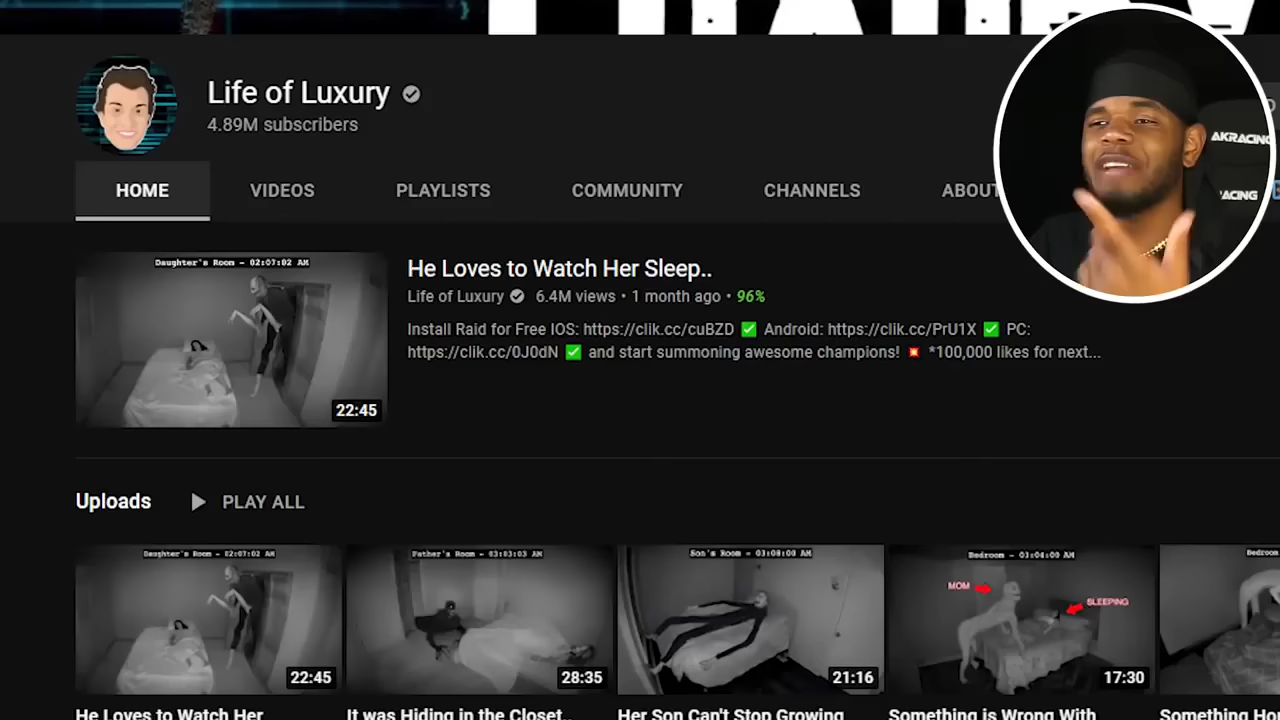 Life of Luxury
4.89M subscribers
HOME VIDEOS PLAYLISTS COMMUNITY CHANNELS ABOUT
AKRACING
RACING
Daughter's Room - 02:07:02 AM
22:45
He Loves to Watch Her Sleep..
Life of Luxury 6.4M views • 1 month ago • 96%
Install Raid for Free IOS: https://clik.cc/cuBZD ✅ Android: https://clik.cc/PrU1X ✅ PC:
https://clik.cc/0J0dN ✅ and start summoning awesome champions! 💥 *100,000 likes for next...
Uploads PLAY ALL
Daughter's Room - 02:07:02 AM
22:45
Father's Room - 03:03:03 AM
28:35
Son's Room - 03:08:00 AM
21:16
Bedroom - 03:04:00 AM
MOM
SLEEPING
17:30
He Loves to Watch Her
It was Hiding in the Closet..
Her Son Can't Stop Growing
Something is Wrong With